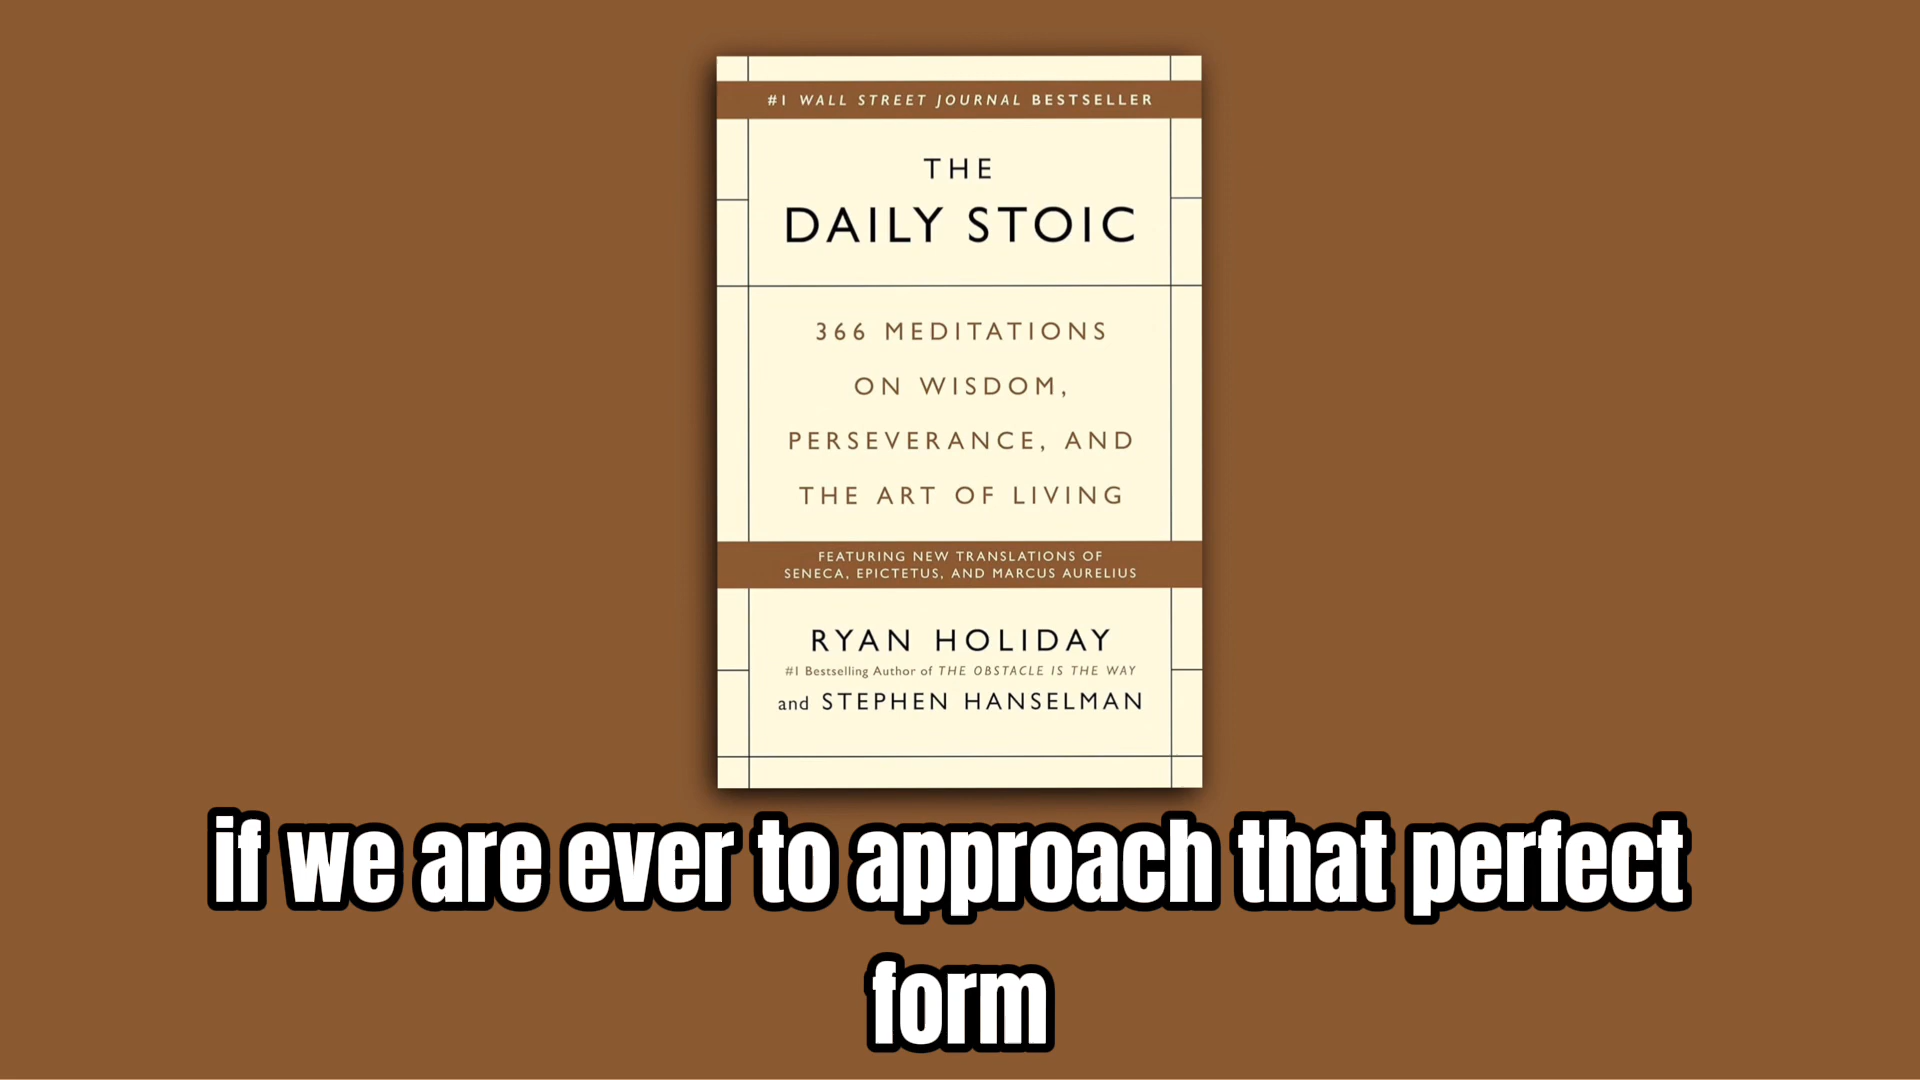 #1 WALL STREET JOURNAL BESTSELLER
THE
DAILY STOIC
366 MEDITATIONS
ON WISDOM,
PERSEVERANCE, AND
THE ART OF LIVING
FEATURING NEW TRANSLATIONS OF
SENECA, EPICTETUS, AND MARCUS AURELIUS
RYAN HOLIDAY
#1 Bestselling Author of THE OBSTACLE IS THE WAY
and STEPHEN HANSELMAN
if we are ever to approach that perfect
form